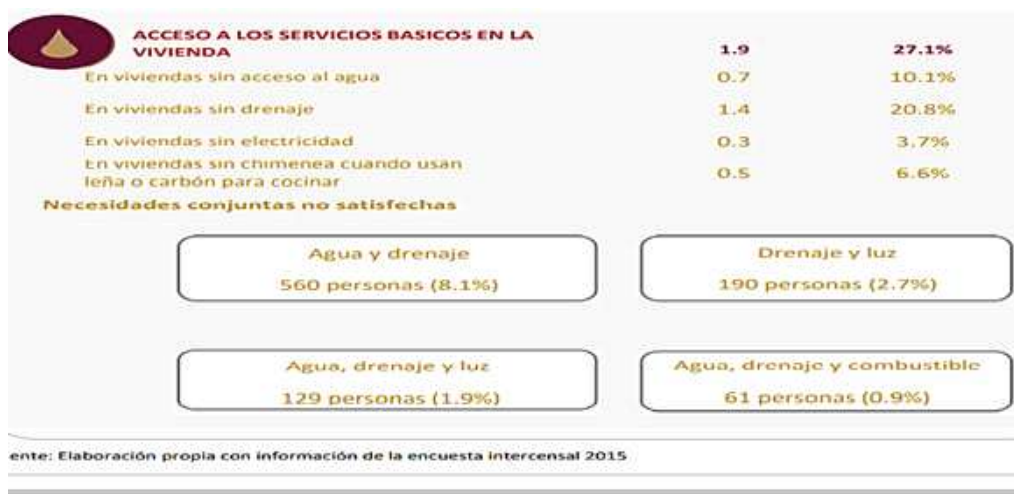 ACCESO A LOS SERVICIOS BASICOS EN LA
VIVIENDA 1.9 27.1%
En viviendas sin acceso al agua 0.7 10.1%
En viviendas sin drenaje 1.4 20.8%
En viviendas sin electricidad 0.3 3.7%
En viviendas sin chimenea cuando usan
leña o carbón para cocinar 0.5 6.6%
Necesidades conjuntas no satisfechas
Agua y drenaje
560 personas (8.1%)
Drenaje y luz
190 personas (2.7%)
Agua, drenaje y luz
129 personas (1.9%)
Agua, drenaje y combustible
61 personas (0.9%)
ente: Elaboración propia con información de la encuesta intercensal 2015